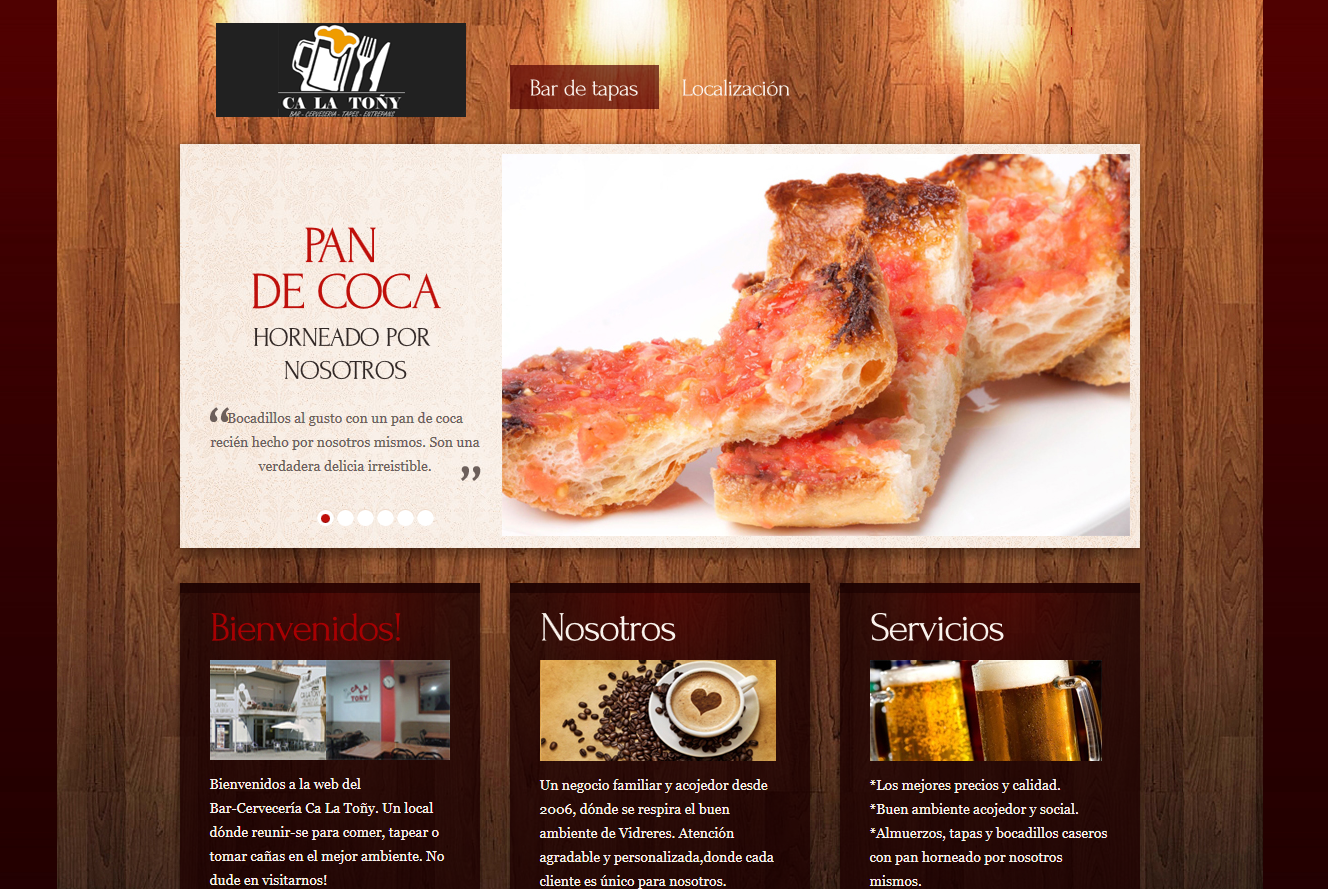 CA LA TOÑY
BAR - CERVESERIA - TAPES - ENTREPANS
Bar de tapas
Localización
PAN
DE COCA
HORNEADO POR
NOSOTROS
“Bocadillos al gusto con un pan de coca
recién hecho por nosotros mismos. Son una
verdadera delicia irreistible. ”
Bienvenidos!
CA LA
TOÑY
Bienvenidos a la web del
Bar-Cervecería Ca La Toñy. Un local
dónde reunir-se para comer, tapear o
tomar cañas en el mejor ambiente. No
dude en visitarnos!
Nosotros
Un negocio familiar y acojedor desde
2006, dónde se respira el buen
ambiente de Vidreres. Atención
agradable y personalizada,donde cada
cliente es único para nosotros.
Servicios
*Los mejores precios y calidad.
*Buen ambiente acojedor y social.
*Almuerzos, tapas y bocadillos caseros
con pan horneado por nosotros
mismos.